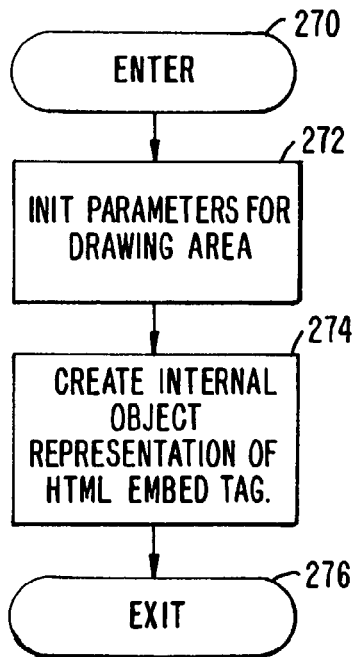 270
ENTER
272
INIT PARAMETERS FOR
DRAWING AREA
274
CREATE INTERNAL
OBJECT
REPRESENTATION OF
HTML EMBED TAG.
276
EXIT